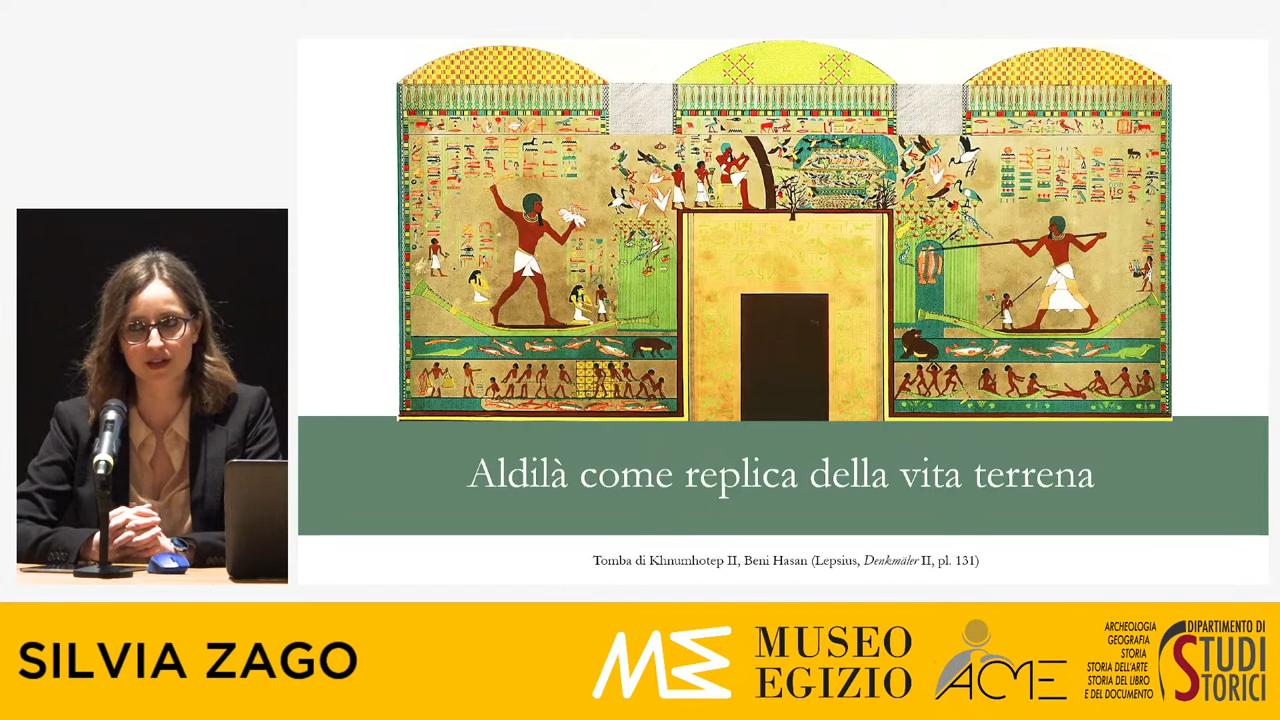 Aldilà come replica della vita terrena
Tomba di Khnumhotep II, Beni Hasan (Lepsius, Denkmäler II, pl. 131)
SILVIA ZAGO
ME
MUSEO
EGIZIO
ACME
ARCHEOLOGIA
GEOGRAFIA
STORIA
STORIA DELL'ARTE
STORIA DEL LIBRO
E DEL DOCUMENTO
DIPARTIMENTO DI
STUDI
STORICI